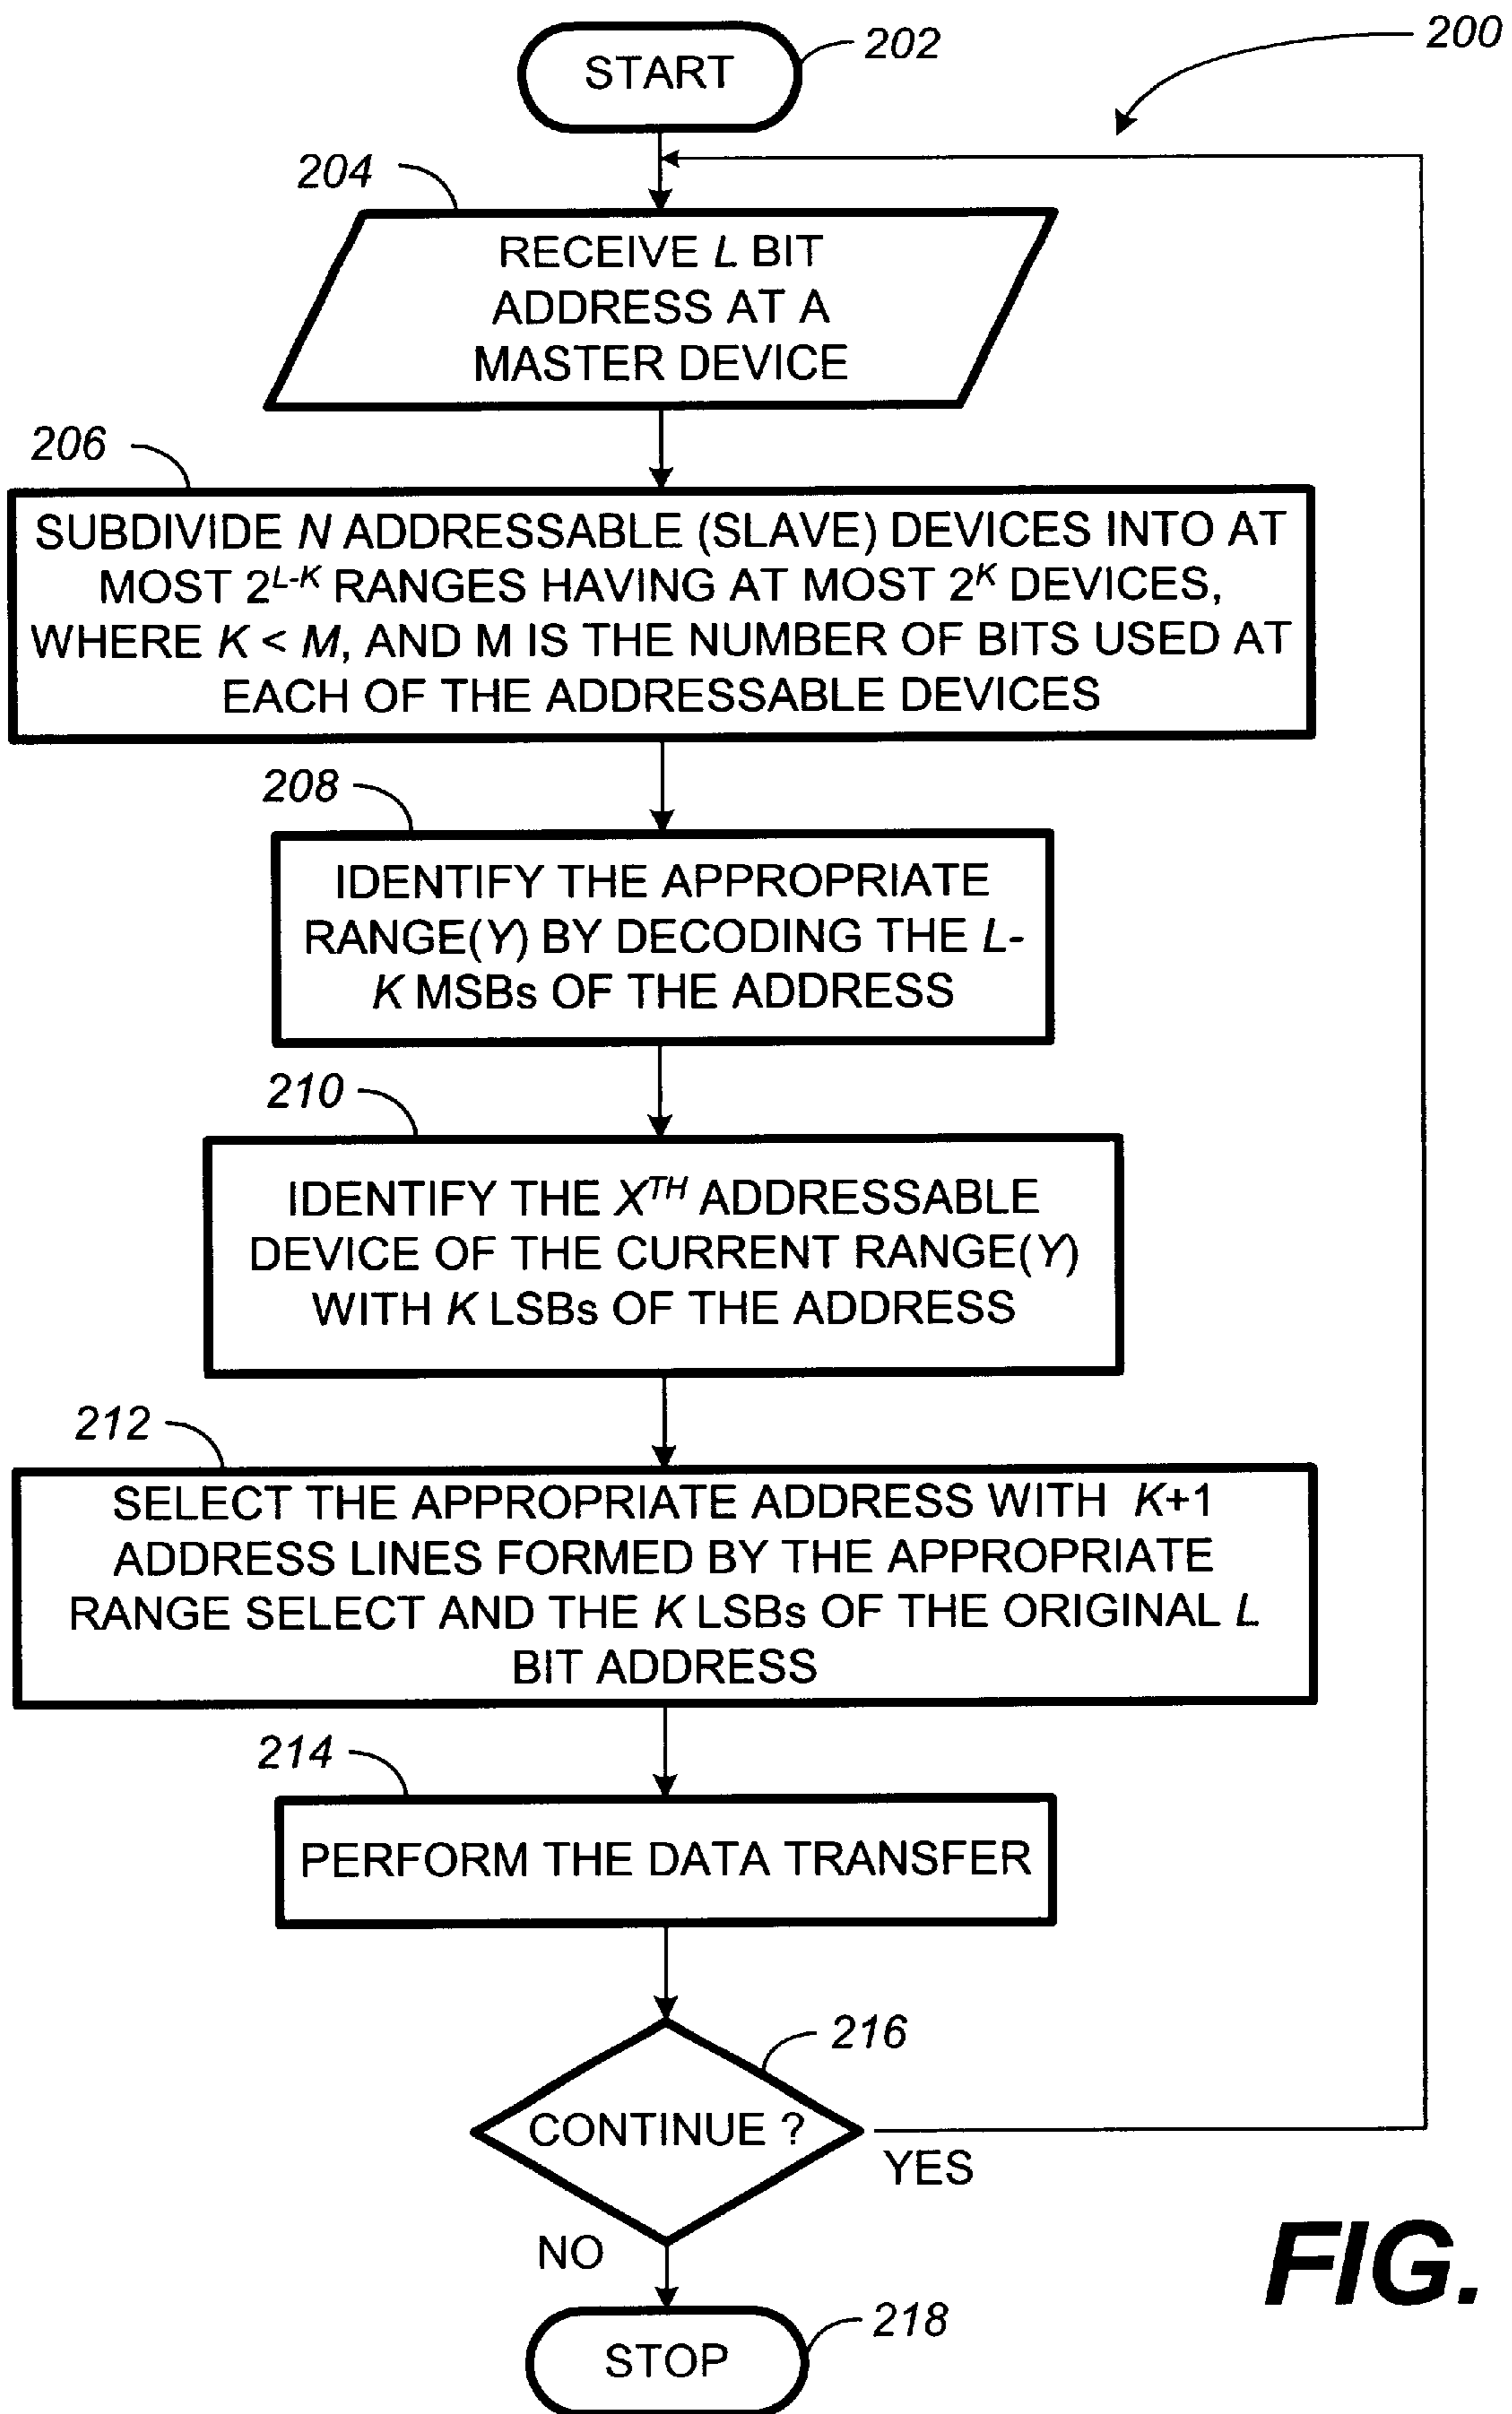 START
202
200
204
RECEIVE L BIT
ADDRESS AT A
MASTER DEVICE
206
SUBDIVIDE N ADDRESSABLE (SLAVE) DEVICES INTO AT
MOST 2^{L-K} RANGES HAVING AT MOST 2^K DEVICES,
WHERE K < M, AND M IS THE NUMBER OF BITS USED AT
EACH OF THE ADDRESSABLE DEVICES
208
IDENTIFY THE APPROPRIATE
RANGE(Y) BY DECODING THE L-
K MSBs OF THE ADDRESS
210
IDENTIFY THE X^{TH} ADDRESSABLE
DEVICE OF THE CURRENT RANGE(Y)
WITH K LSBs OF THE ADDRESS
212
SELECT THE APPROPRIATE ADDRESS WITH K+1
ADDRESS LINES FORMED BY THE APPROPRIATE
RANGE SELECT AND THE K LSBs OF THE ORIGINAL L
BIT ADDRESS
214
PERFORM THE DATA TRANSFER
216
CONTINUE ?
YES
NO
FIG.
218
STOP